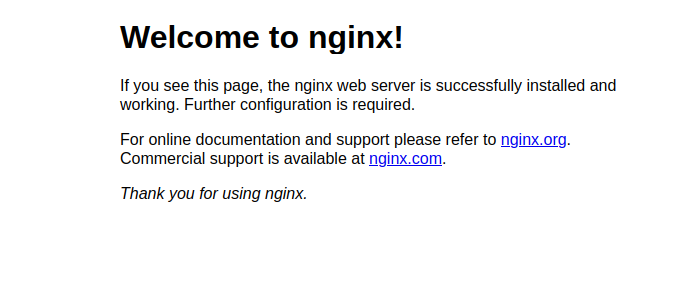 Welcome to nginx!
If you see this page, the nginx web server is successfully installed and
working. Further configuration is required.
For online documentation and support please refer to nginx.org.
Commercial support is available at nginx.com.
Thank you for using nginx.